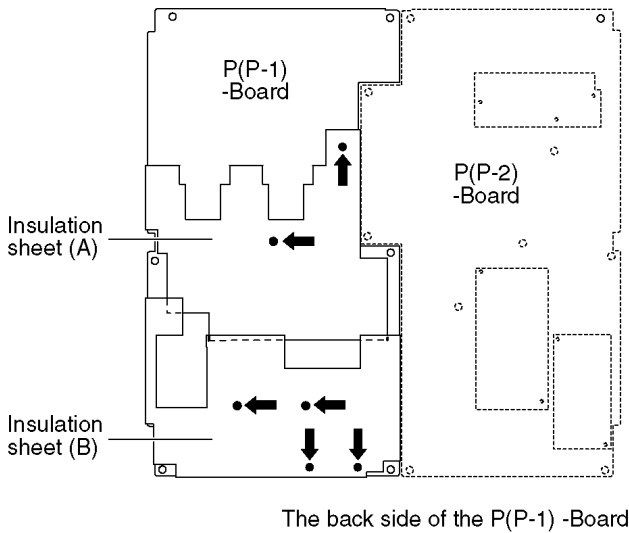 P(P-1)
-Board
P(P-2)
-Board
Insulation
sheet (A)
Insulation
sheet (B)
The back side of the P(P-1) -Board